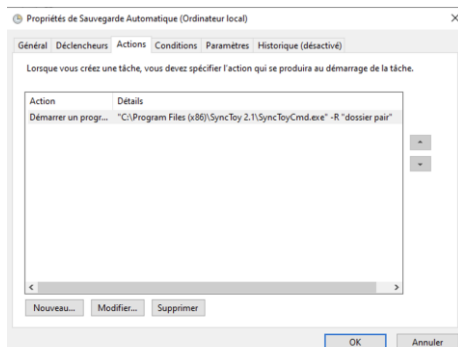 Propriétés de Sauvegarde Automatique (Ordinateur local)
Général Déclencheurs Actions Conditions Paramètres Historique (désactivé)
Lorsque vous créez une tâche, vous devez spécifier l'action qui se produira au démarrage de la tâche.
Action Détails
Démarrer un progr... "C:\Program Files (x86)\SyncToy 2.1\SyncToyCmd.exe" -R "dossier pair"
Nouveau... Modifier... Supprimer
OK Annuler